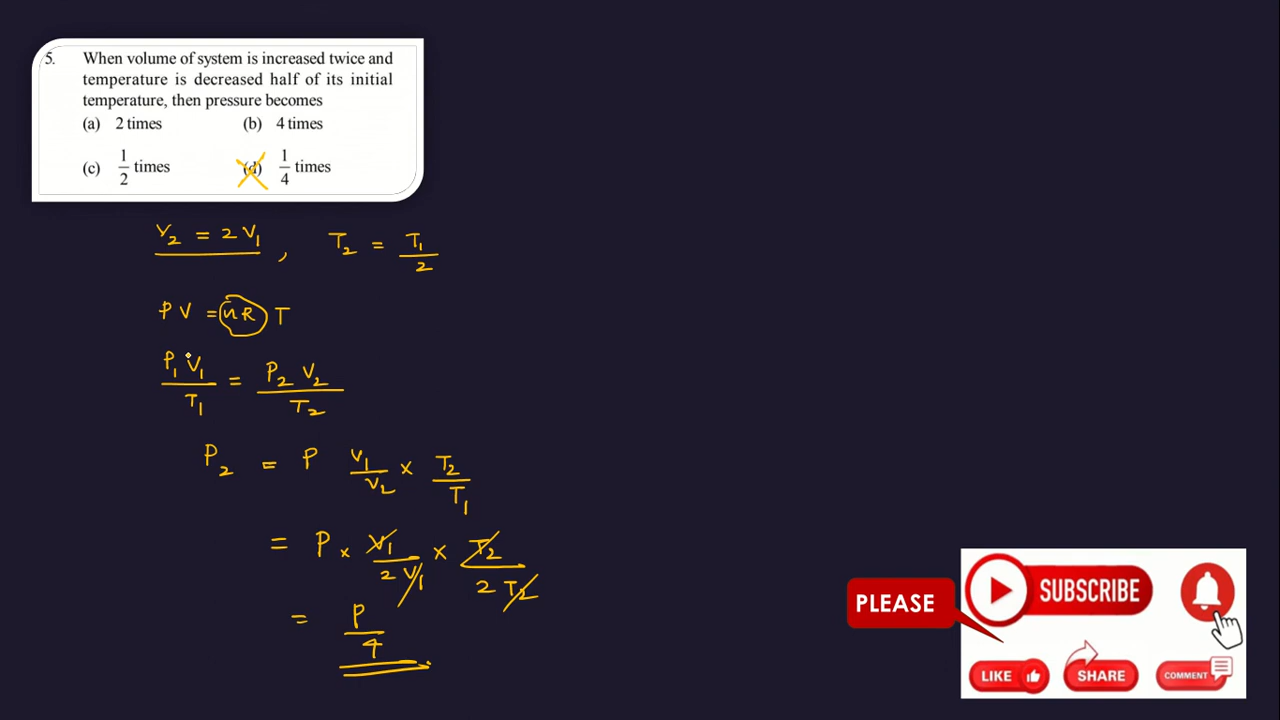 5. When volume of system is increased twice and
temperature is decreased half of its initial
temperature, then pressure becomes
(a) 2 times (b) 4 times
(c) 1/2 times (d) 1/4 times
V₂ = 2V₁ , T₂ = T₁/2
PV = nR T
P₁V₁/T₁ = P₂V₂/T₂
P₂ = P V₁/V₂ × T₂/T₁
= P × V₁/2V₁ × T₂/2T₂
= P/4
PLEASE
SUBSCRIBE
LIKE
SHARE
COMMENT